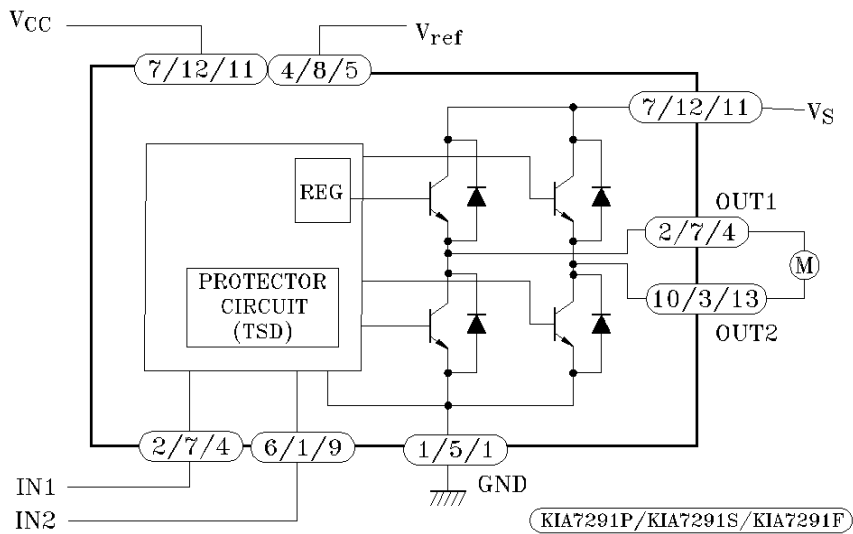 VCC
Vref
7/12/11
4/8/5
7/12/11
VS
REG
OUT1
2/7/4
M
PROTECTOR
CIRCUIT
(TSD)
10/3/13
OUT2
2/7/4
6/1/9
1/5/1
GND
IN1
IN2
KIA7291P/KIA7291S/KIA7291F